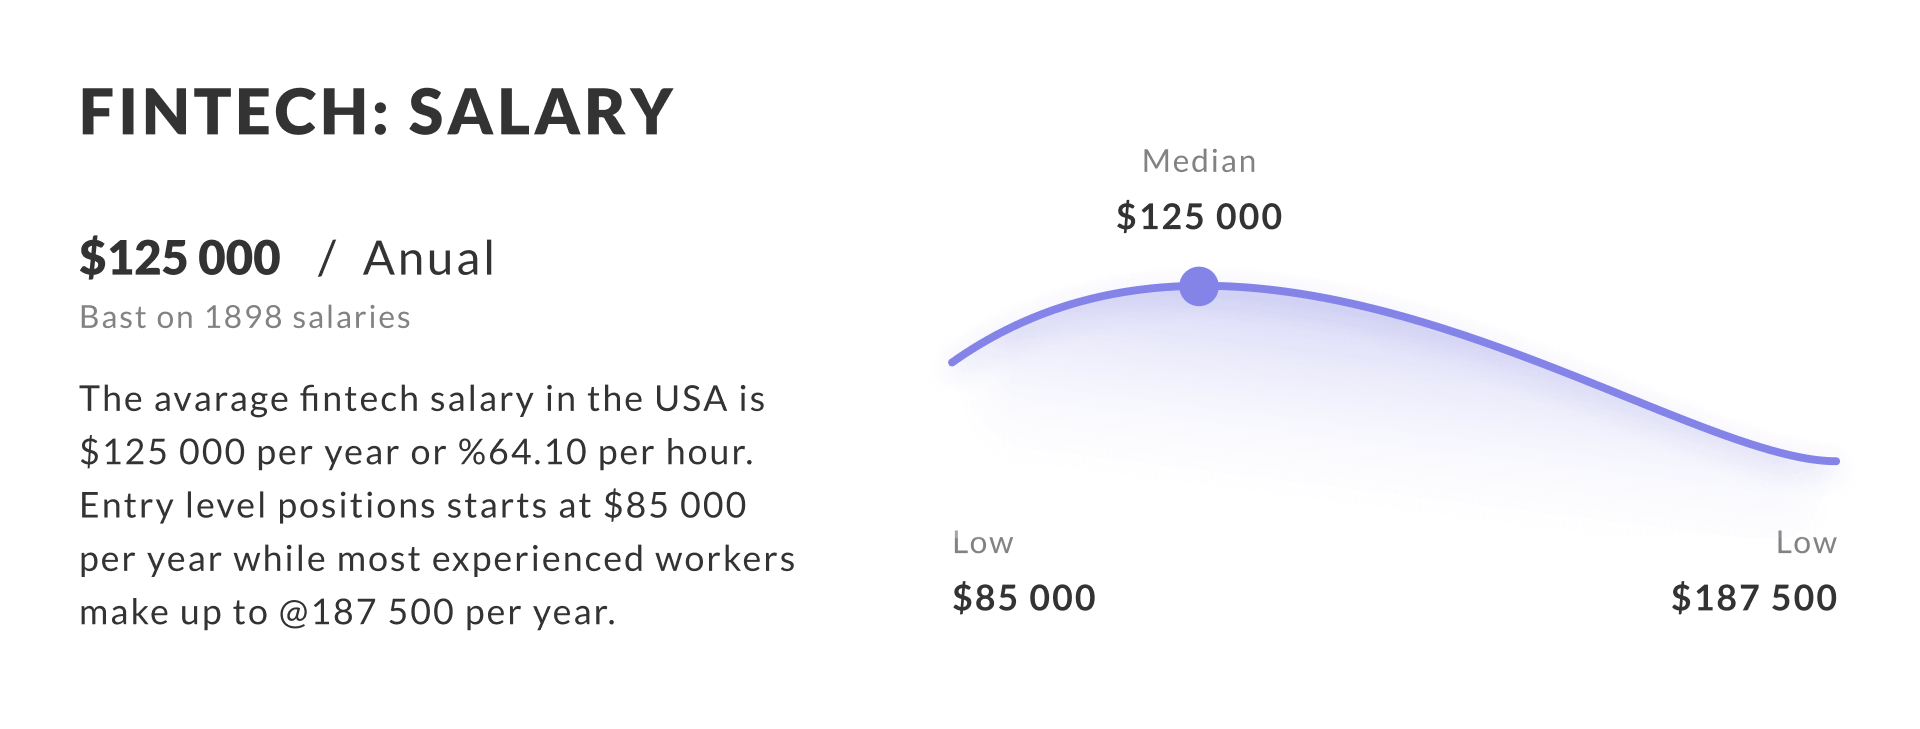 FINTECH: SALARY
$125 000 / Anual
Bast on 1898 salaries
The avarage fintech salary in the USA is
$125 000 per year or %64.10 per hour.
Entry level positions starts at $85 000
per year while most experienced workers
make up to @187 500 per year.
Median
$125 000
Low
$85 000
Low
$187 500